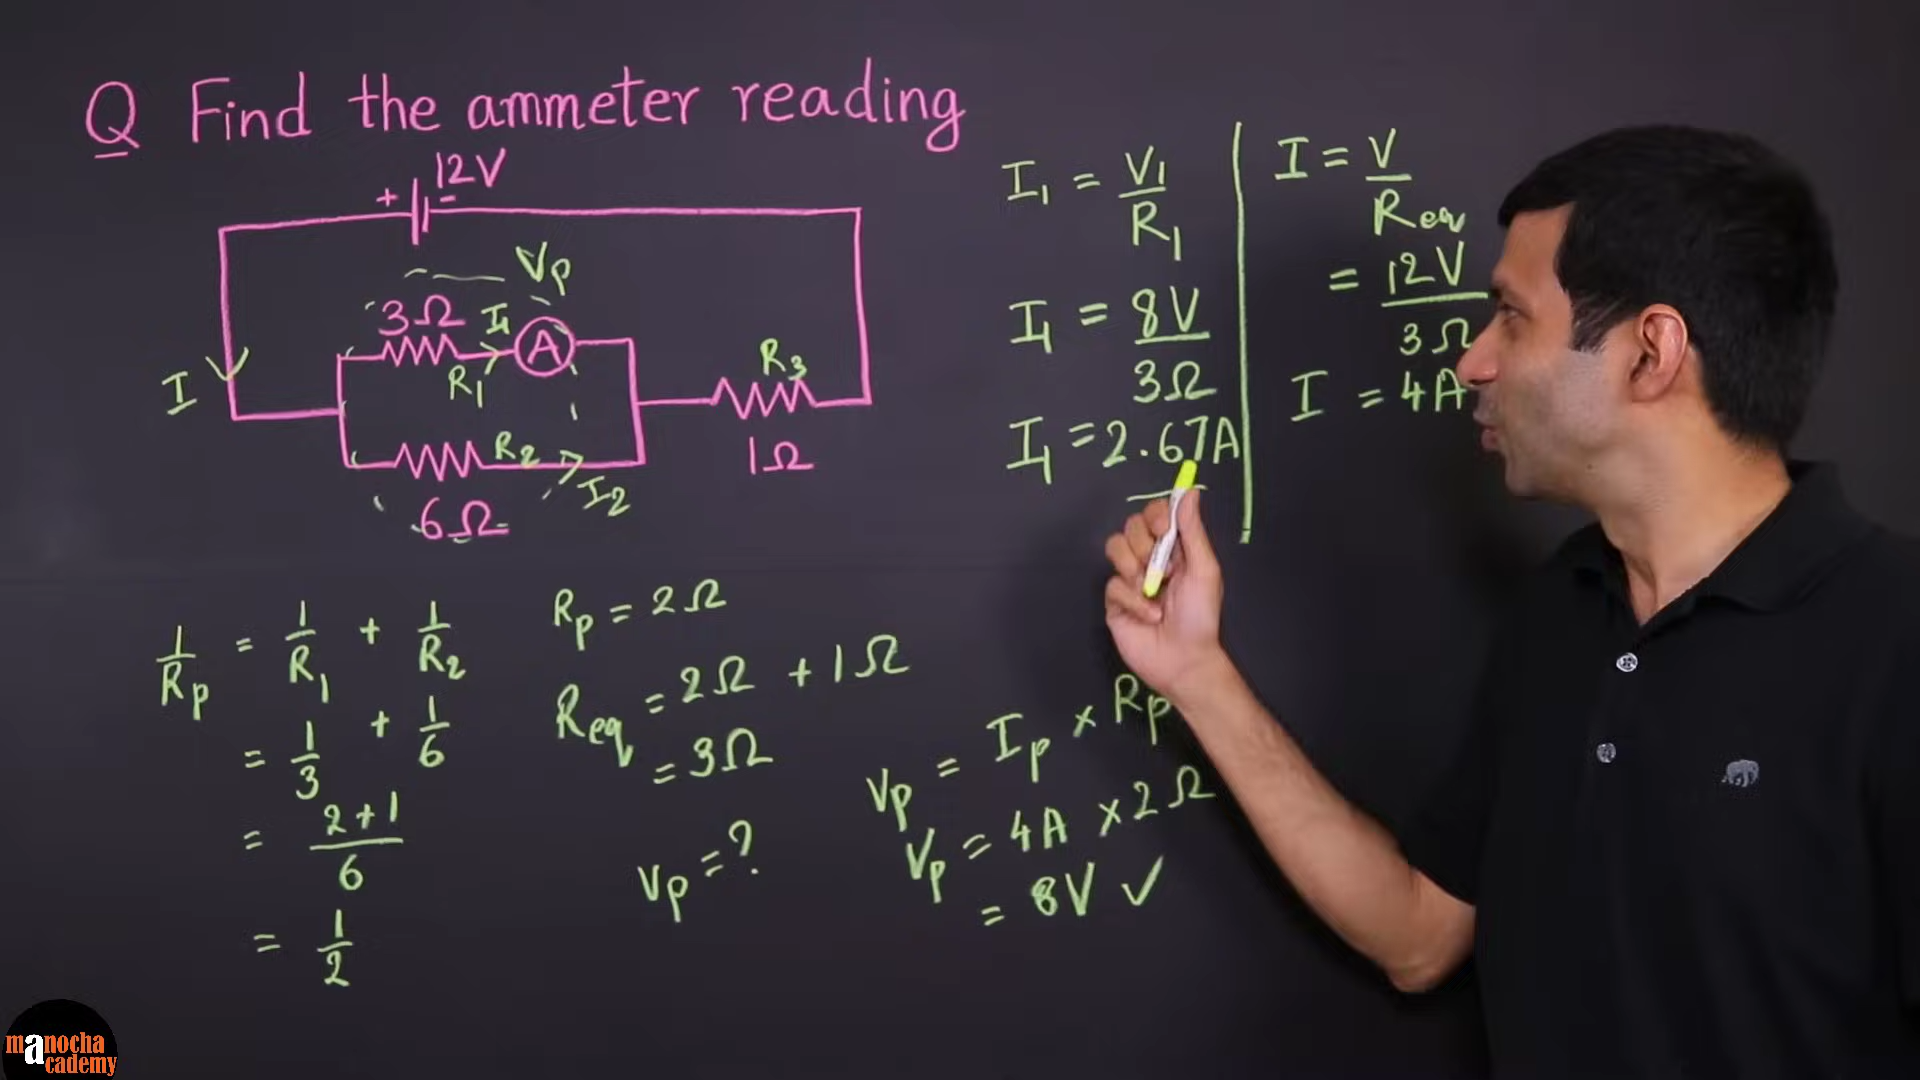 Q Find the ammeter reading
+ 12V -
Vp
3Ω I1
R1 A
I
R3
1Ω
R2
I2
6Ω
I1 = V1/R1
I1 = 8V/3Ω
I1 = 2.67A
I = V/Req
= 12V/3Ω
I = 4A
1/Rp = 1/R1 + 1/R2
= 1/3 + 1/6
= 2+1/6
= 1/2
Rp = 2Ω
Req = 2Ω + 1Ω
= 3Ω
Vp = ?
Vp = Ip × Rp
Vp = 4A × 2Ω
= 8V ✓
manocha
academy